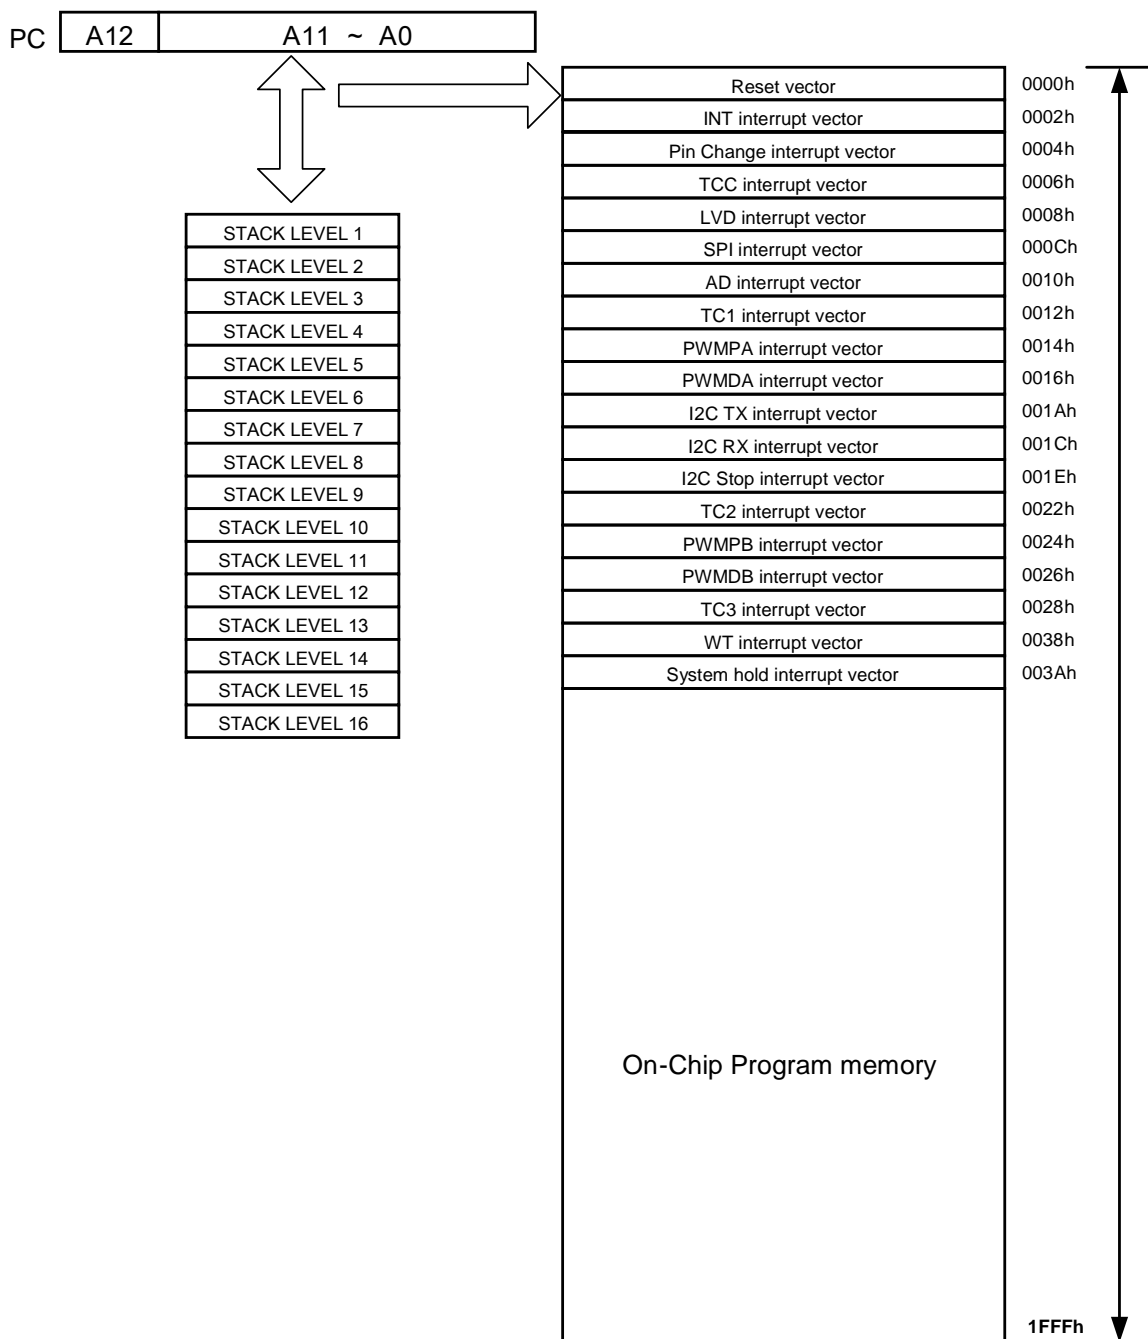 PC A12 A11 ~ A0
Reset vector 0000h
INT interrupt vector 0002h
Pin Change interrupt vector 0004h
TCC interrupt vector 0006h
LVD interrupt vector 0008h
SPI interrupt vector 000Ch
AD interrupt vector 0010h
TC1 interrupt vector 0012h
PWMPA interrupt vector 0014h
PWMDA interrupt vector 0016h
I2C TX interrupt vector 001Ah
I2C RX interrupt vector 001Ch
I2C Stop interrupt vector 001Eh
TC2 interrupt vector 0022h
PWMPB interrupt vector 0024h
PWMDB interrupt vector 0026h
TC3 interrupt vector 0028h
WT interrupt vector 0038h
System hold interrupt vector 003Ah
STACK LEVEL 1
STACK LEVEL 2
STACK LEVEL 3
STACK LEVEL 4
STACK LEVEL 5
STACK LEVEL 6
STACK LEVEL 7
STACK LEVEL 8
STACK LEVEL 9
STACK LEVEL 10
STACK LEVEL 11
STACK LEVEL 12
STACK LEVEL 13
STACK LEVEL 14
STACK LEVEL 15
STACK LEVEL 16
On-Chip Program memory
1FFFh